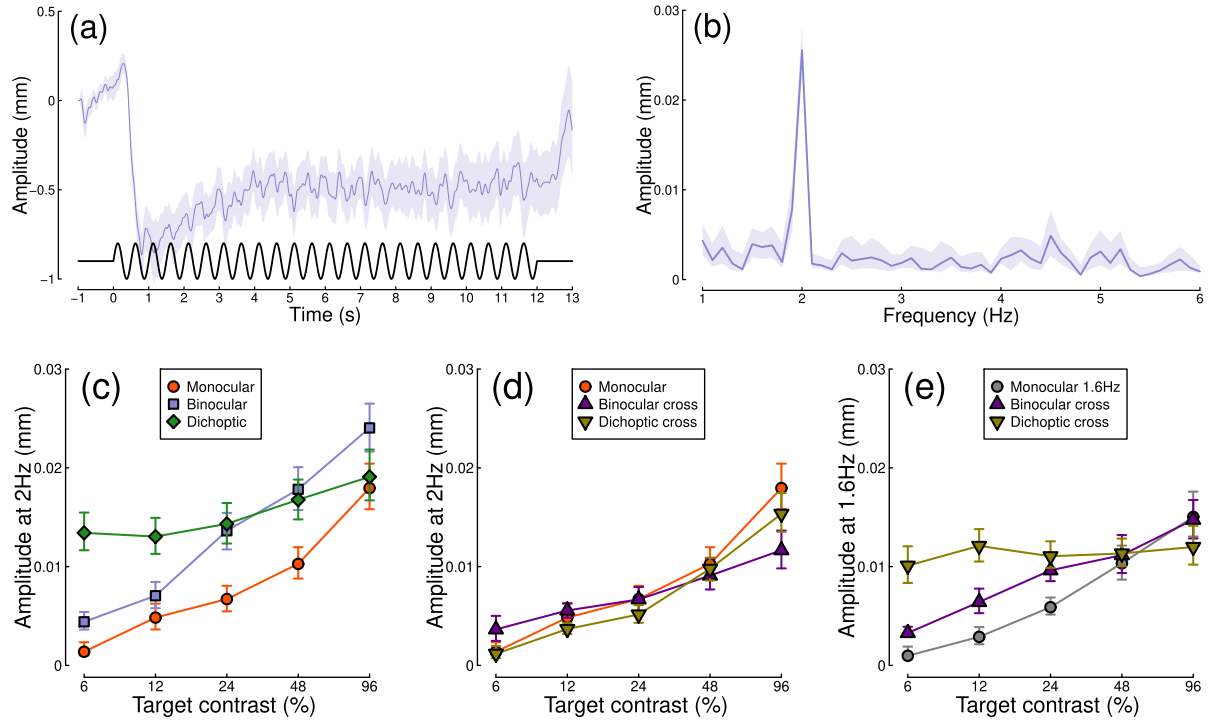 (a)
Amplitude (mm)
0.5
0
−0.5
−1
−1 0 1 2 3 4 5 6 7 8 9 10 11 12 13
Time (s)
(b)
Amplitude (mm)
0.03
0.02
0.01
0
1 2 3 4 5 6
Frequency (Hz)
(c)
Monocular
Binocular
Dichoptic
Amplitude at 2Hz (mm)
0.03
0.02
0.01
0
6 12 24 48 96
Target contrast (%)
(d)
Monocular
Binocular cross
Dichoptic cross
Amplitude at 2Hz (mm)
0.03
0.02
0.01
0
6 12 24 48 96
Target contrast (%)
(e)
Monocular 1.6Hz
Binocular cross
Dichoptic cross
Amplitude at 1.6Hz (mm)
0.03
0.02
0.01
0
6 12 24 48 96
Target contrast (%)